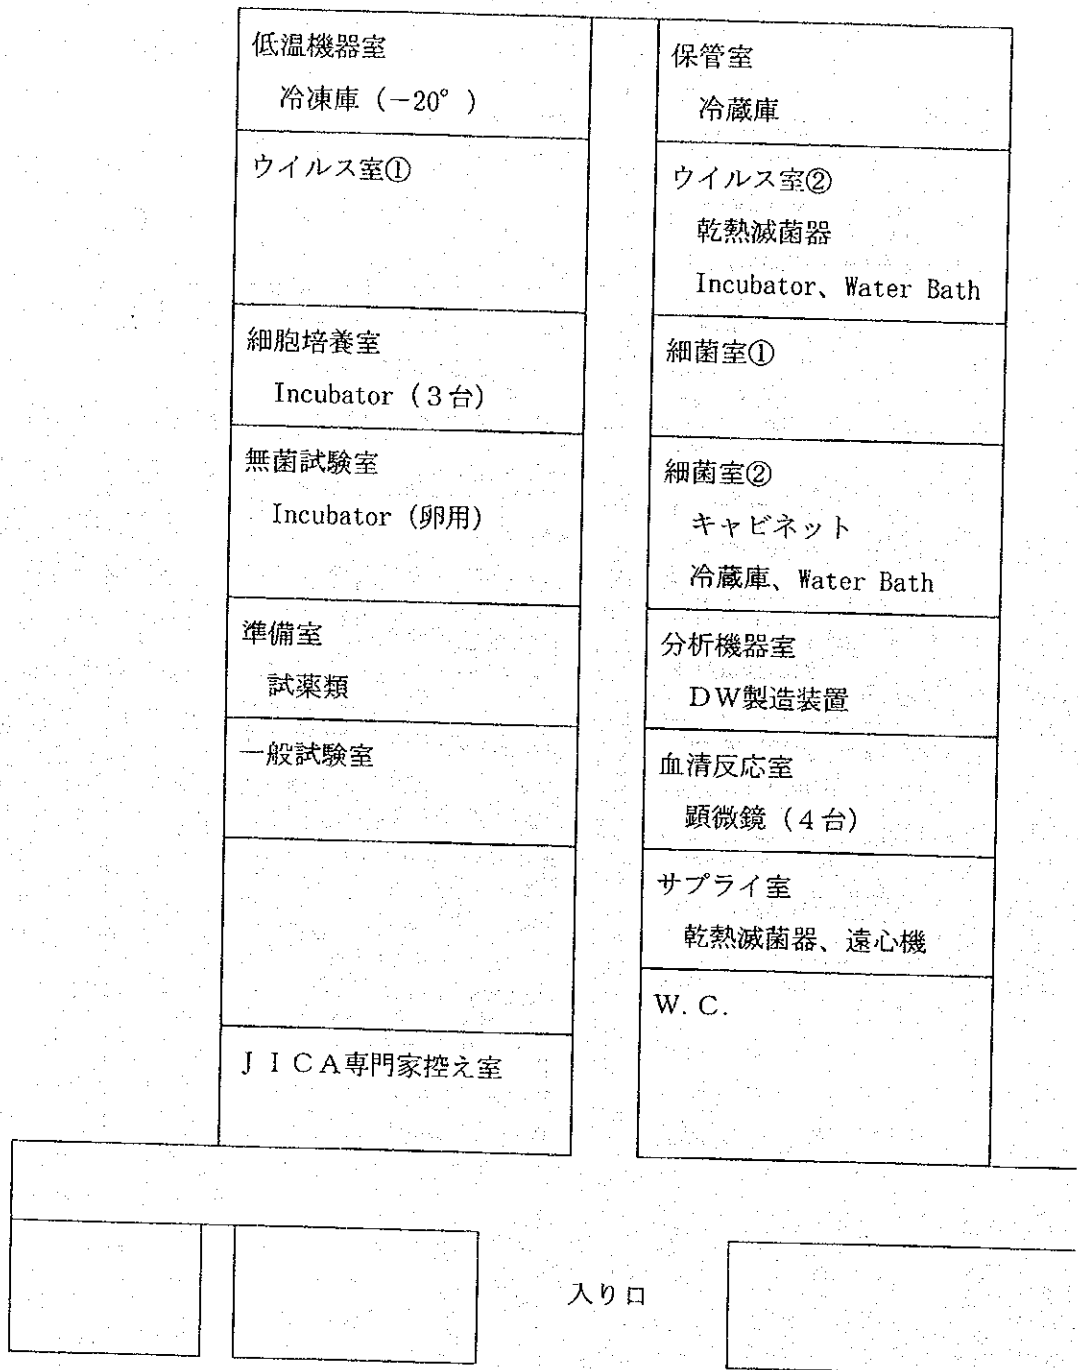 低温機器室
冷凍庫（−20°）
ウイルス室①
細胞培養室
Incubator（3台）
無菌試験室
Incubator（卵用）
準備室
試薬類
一般試験室
ＪＩＣＡ専門家控え室
保管室
冷蔵庫
ウイルス室②
乾熱滅菌器
Incubator、Water Bath
細菌室①
細菌室②
キャビネット
冷蔵庫、Water Bath
分析機器室
ＤＷ製造装置
血清反応室
顕微鏡（4台）
サプライ室
乾熱滅菌器、遠心機
W. C.
入り口